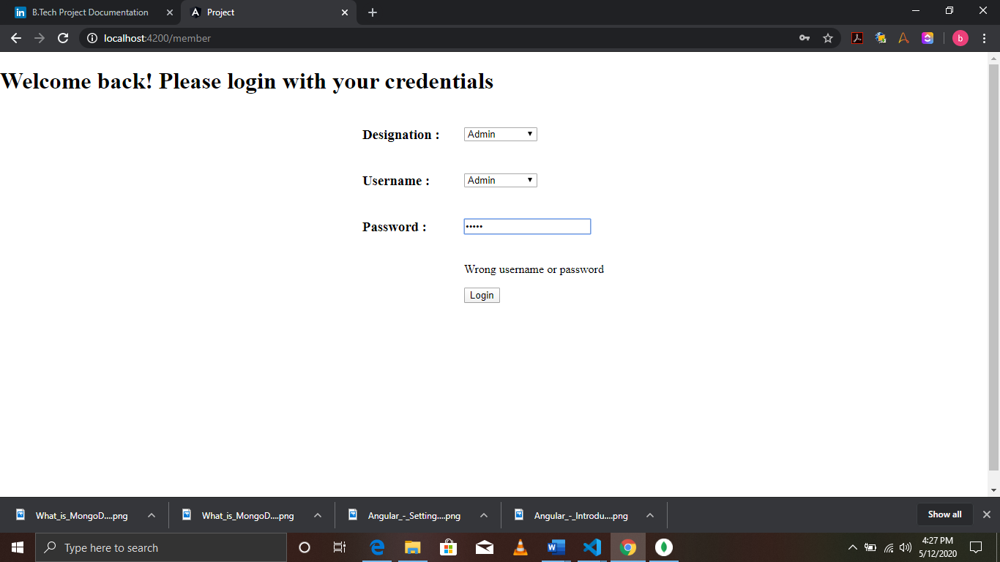 B.Tech Project Documentation
Project
localhost:4200/member
b
Welcome back! Please login with your credentials
Designation : Admin
Username : Admin
Password : •••••
Wrong username or password
Login
What_is_MongoD....png
What_is_MongoD....png
Angular_-_Setting....png
Angular_-_Introdu....png
Show all
Type here to search
4:27 PM
5/12/2020